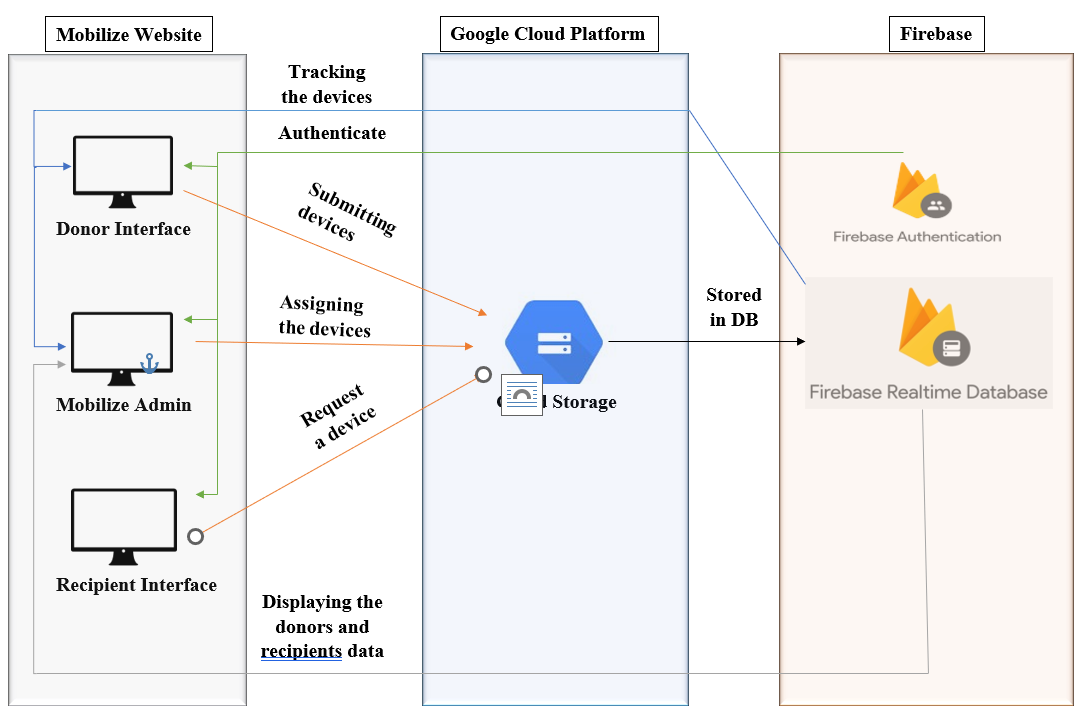 Mobilize Website
Google Cloud Platform
Firebase
Tracking
the devices
Authenticate
Submitting
devices
Donor Interface
Firebase Authentication
Assigning
the devices
Stored
in DB
Mobilize Admin
Firebase Realtime Database
Storage
Request
a device
Recipient Interface
Displaying the
donors and
recipients data